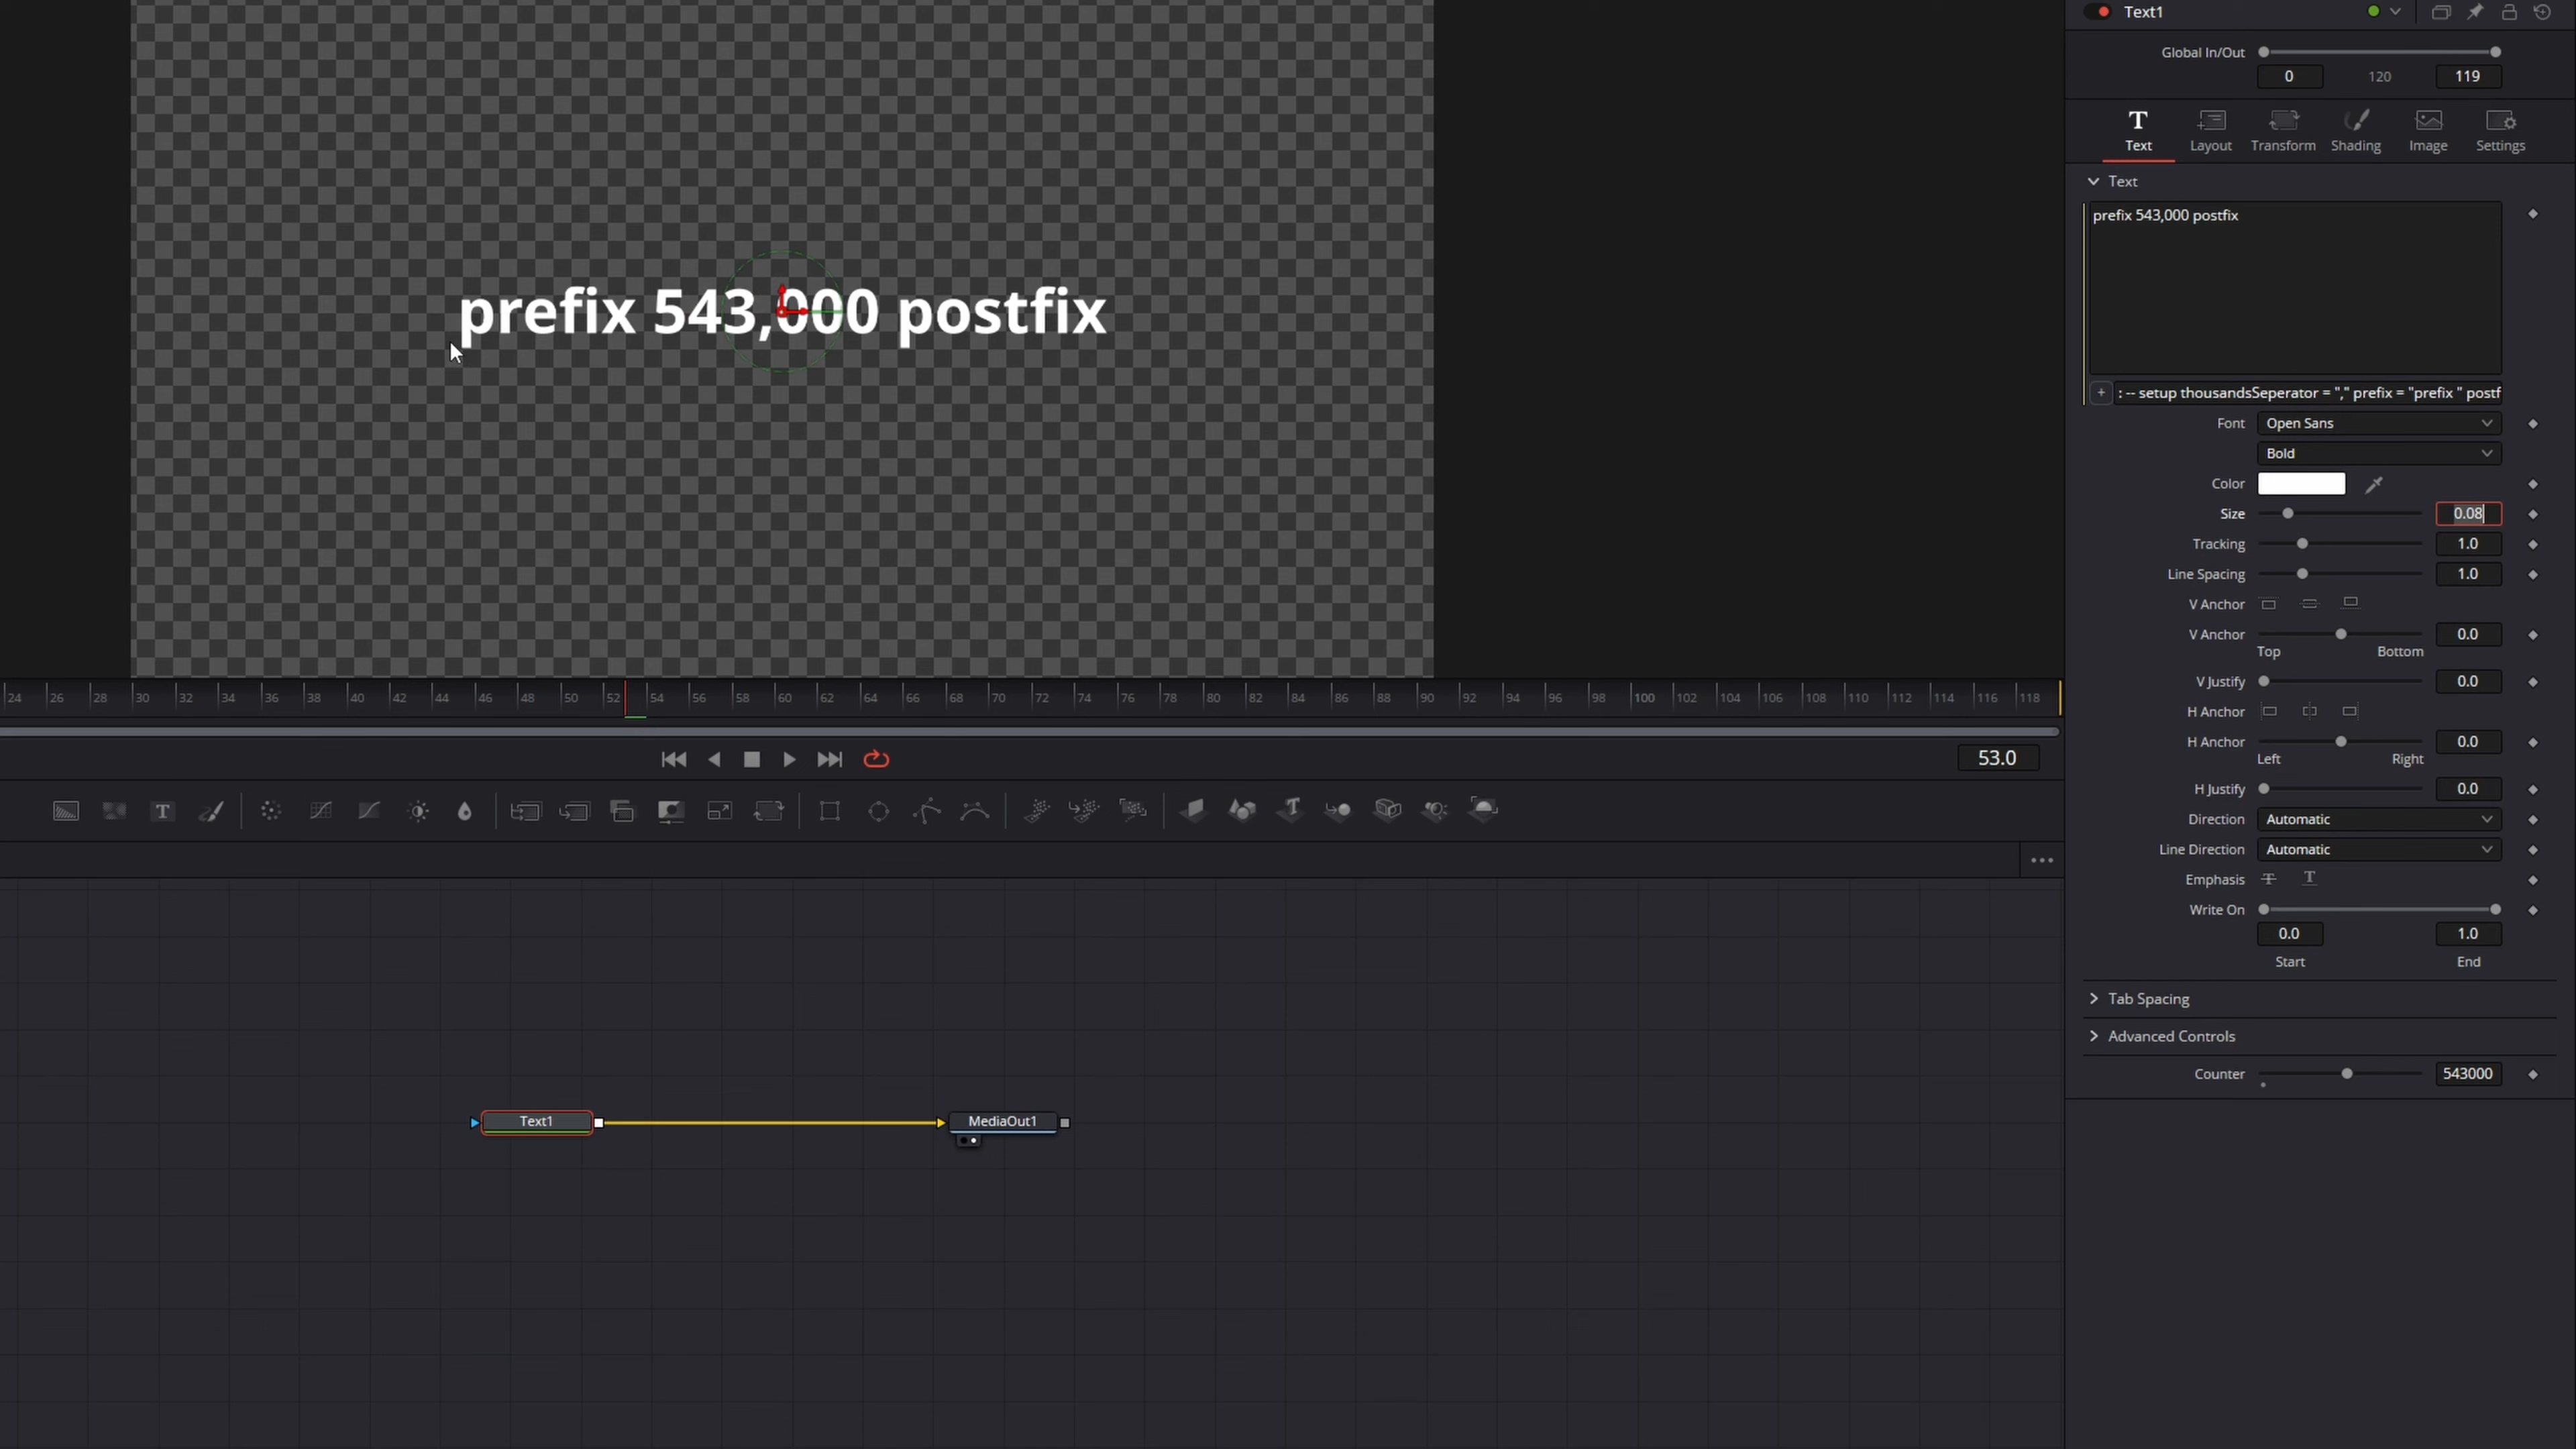 Text1
Global In/Out
0 120 119
Text Layout Transform Shading Image Settings
Text
prefix 543,000 postfix
prefix 543,000 postfix
+ : -- setup thousandsSeperator = "," prefix = "prefix " postf
Font Open Sans
Bold
Color
Size 0.08
Tracking 1.0
Line Spacing 1.0
V Anchor
V Anchor 0.0
Top Bottom
V Justify 0.0
H Anchor
H Anchor 0.0
Left Right
H Justify 0.0
Direction Automatic
Line Direction Automatic
Emphasis
Write On
0.0 1.0
Start End
Tab Spacing
Advanced Controls
Counter 543000
24 26 28 30 32 34 36 38 40 42 44 46 48 50 52 54 56 58 60 62 64 66 68 70 72 74 76 78 80 82 84 86 88 90 92 94 96 98 100 102 104 106 108 110 112 114 116 118
53.0
Text1
MediaOut1